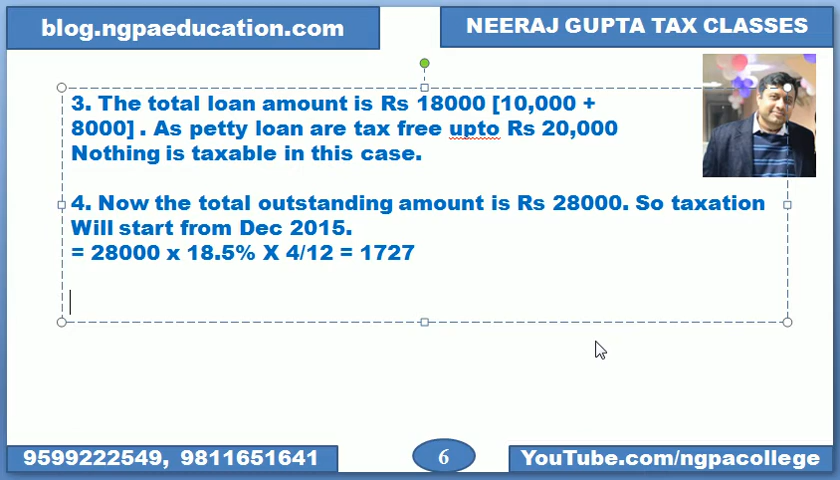 blog.ngpaeducation.com
NEERAJ GUPTA TAX CLASSES
3. The total loan amount is Rs 18000 [10,000 +
8000] . As petty loan are tax free upto Rs 20,000
Nothing is taxable in this case.
4. Now the total outstanding amount is Rs 28000. So taxation
Will start from Dec 2015.
= 28000 x 18.5% X 4/12 = 1727
9599222549, 9811651641
6
YouTube.com/ngpacollege